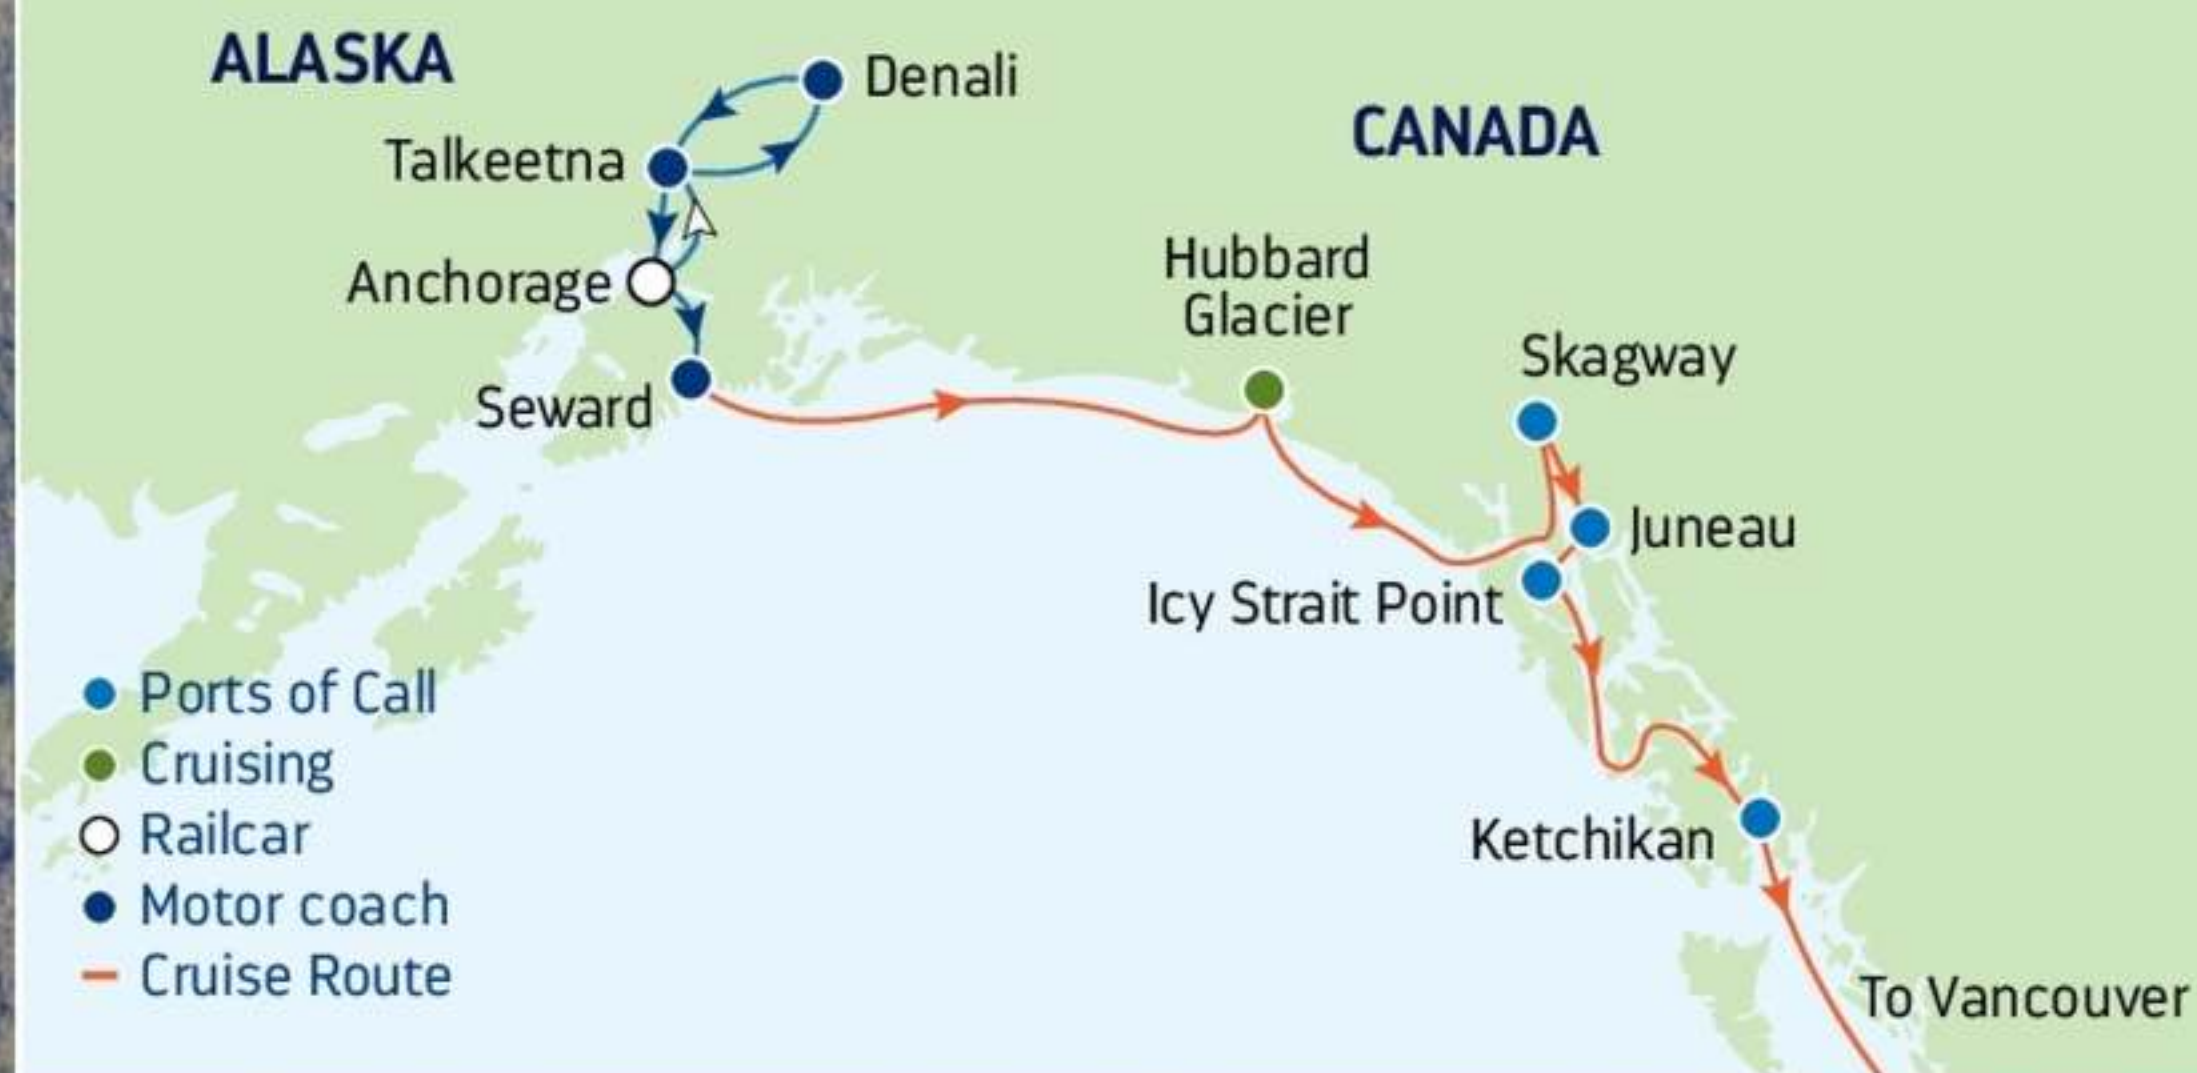 ALASKA
Denali
CANADA
Talkeetna
Anchorage
Hubbard
Glacier
Skagway
Seward
Juneau
Icy Strait Point
Ports of Call
Cruising
Railcar
Ketchikan
Motor coach
Cruise Route
To Vancouver